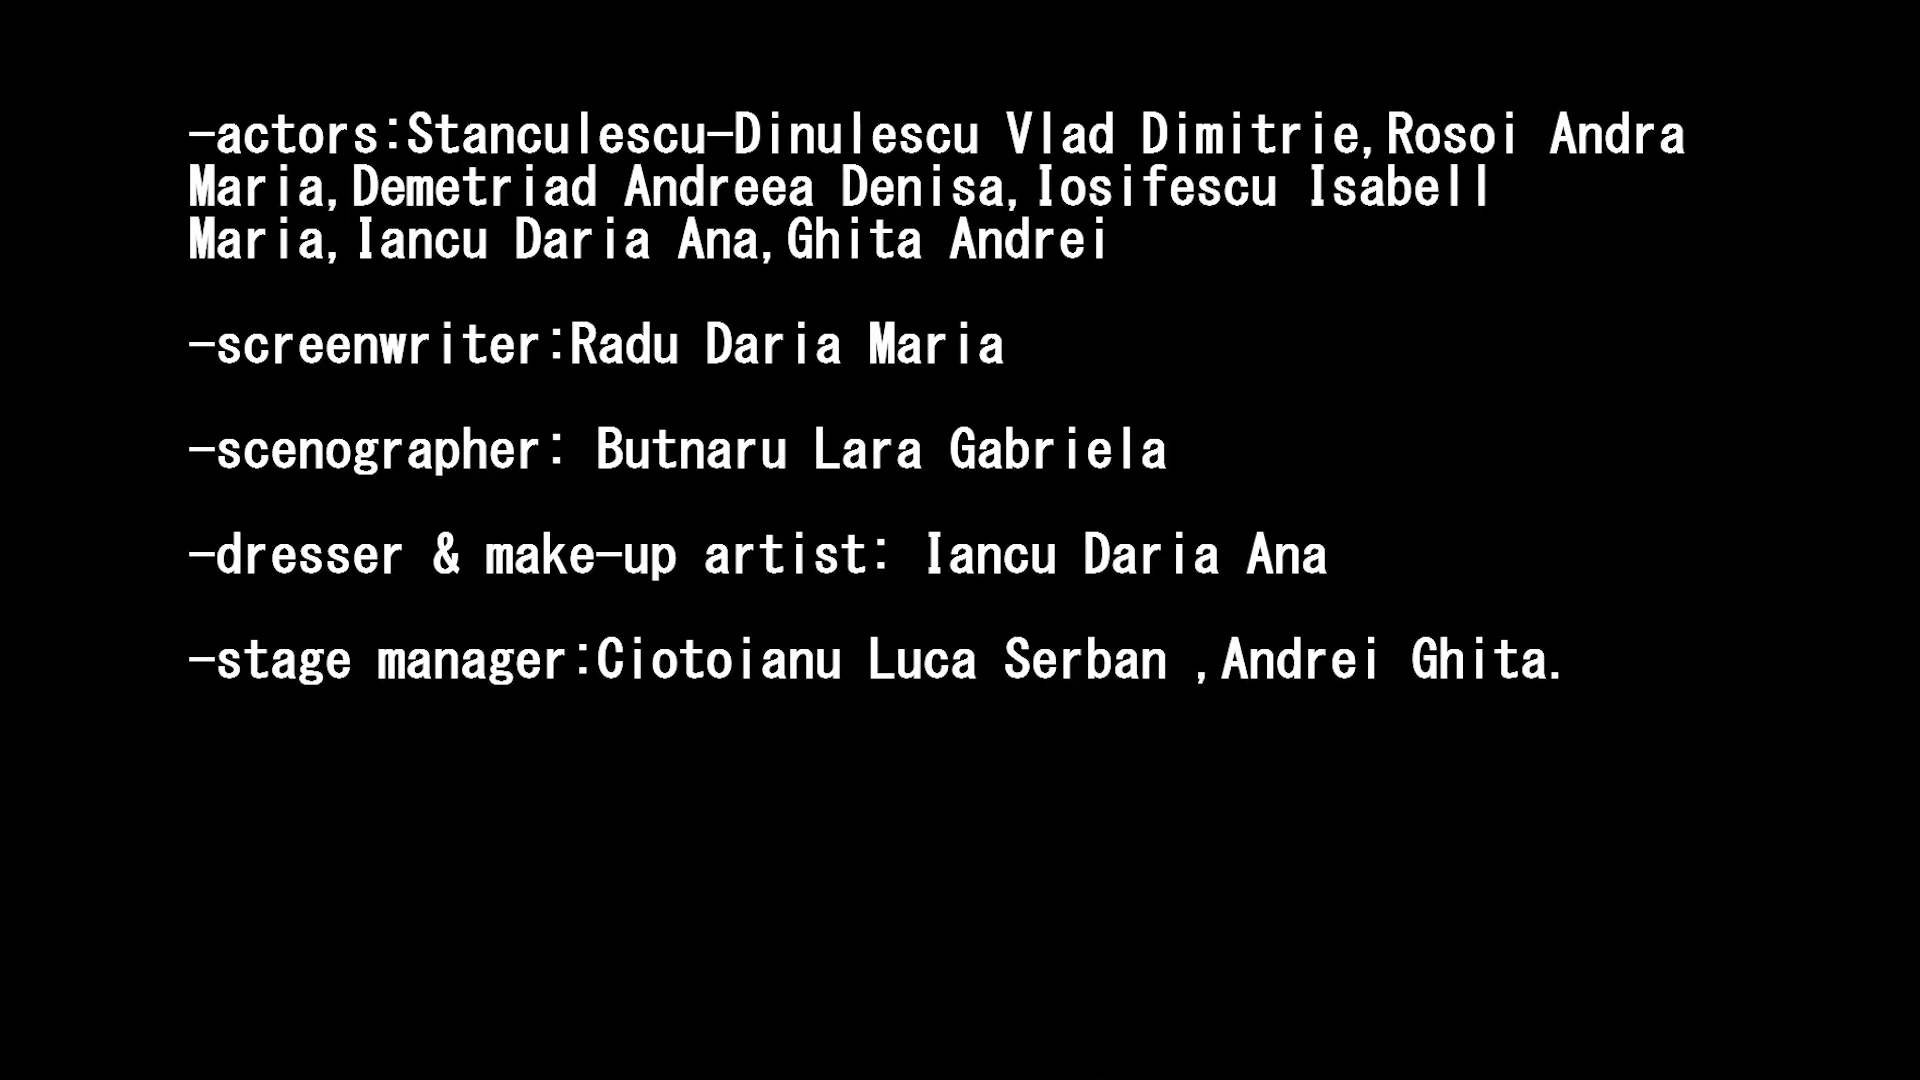 -actors:Stanculescu-Dinulescu Vlad Dimitrie,Rosoi Andra
Maria,Demetriad Andreea Denisa,Iosifescu Isabell
Maria,Iancu Daria Ana,Ghita Andrei
-screenwriter:Radu Daria Maria
-scenographer: Butnaru Lara Gabriela
-dresser & make-up artist: Iancu Daria Ana
-stage manager:Ciotoianu Luca Serban ,Andrei Ghita.